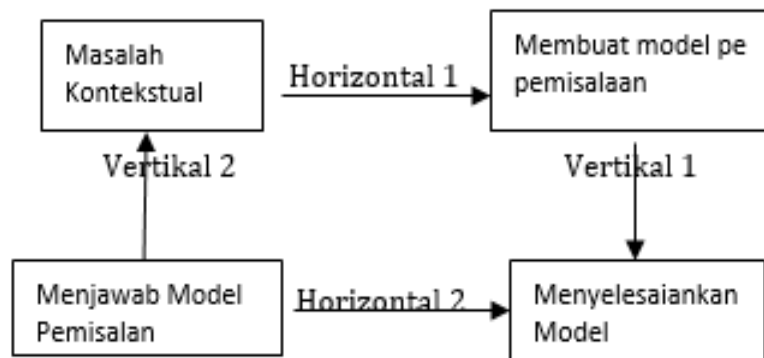 Masalah
Kontekstual
Horizontal 1
Membuat model pe
pemisalaan
Vertikal 2
Vertikal 1
Menjawab Model
Pemisalan
Horizontal 2
Menyelesaiankan
Model